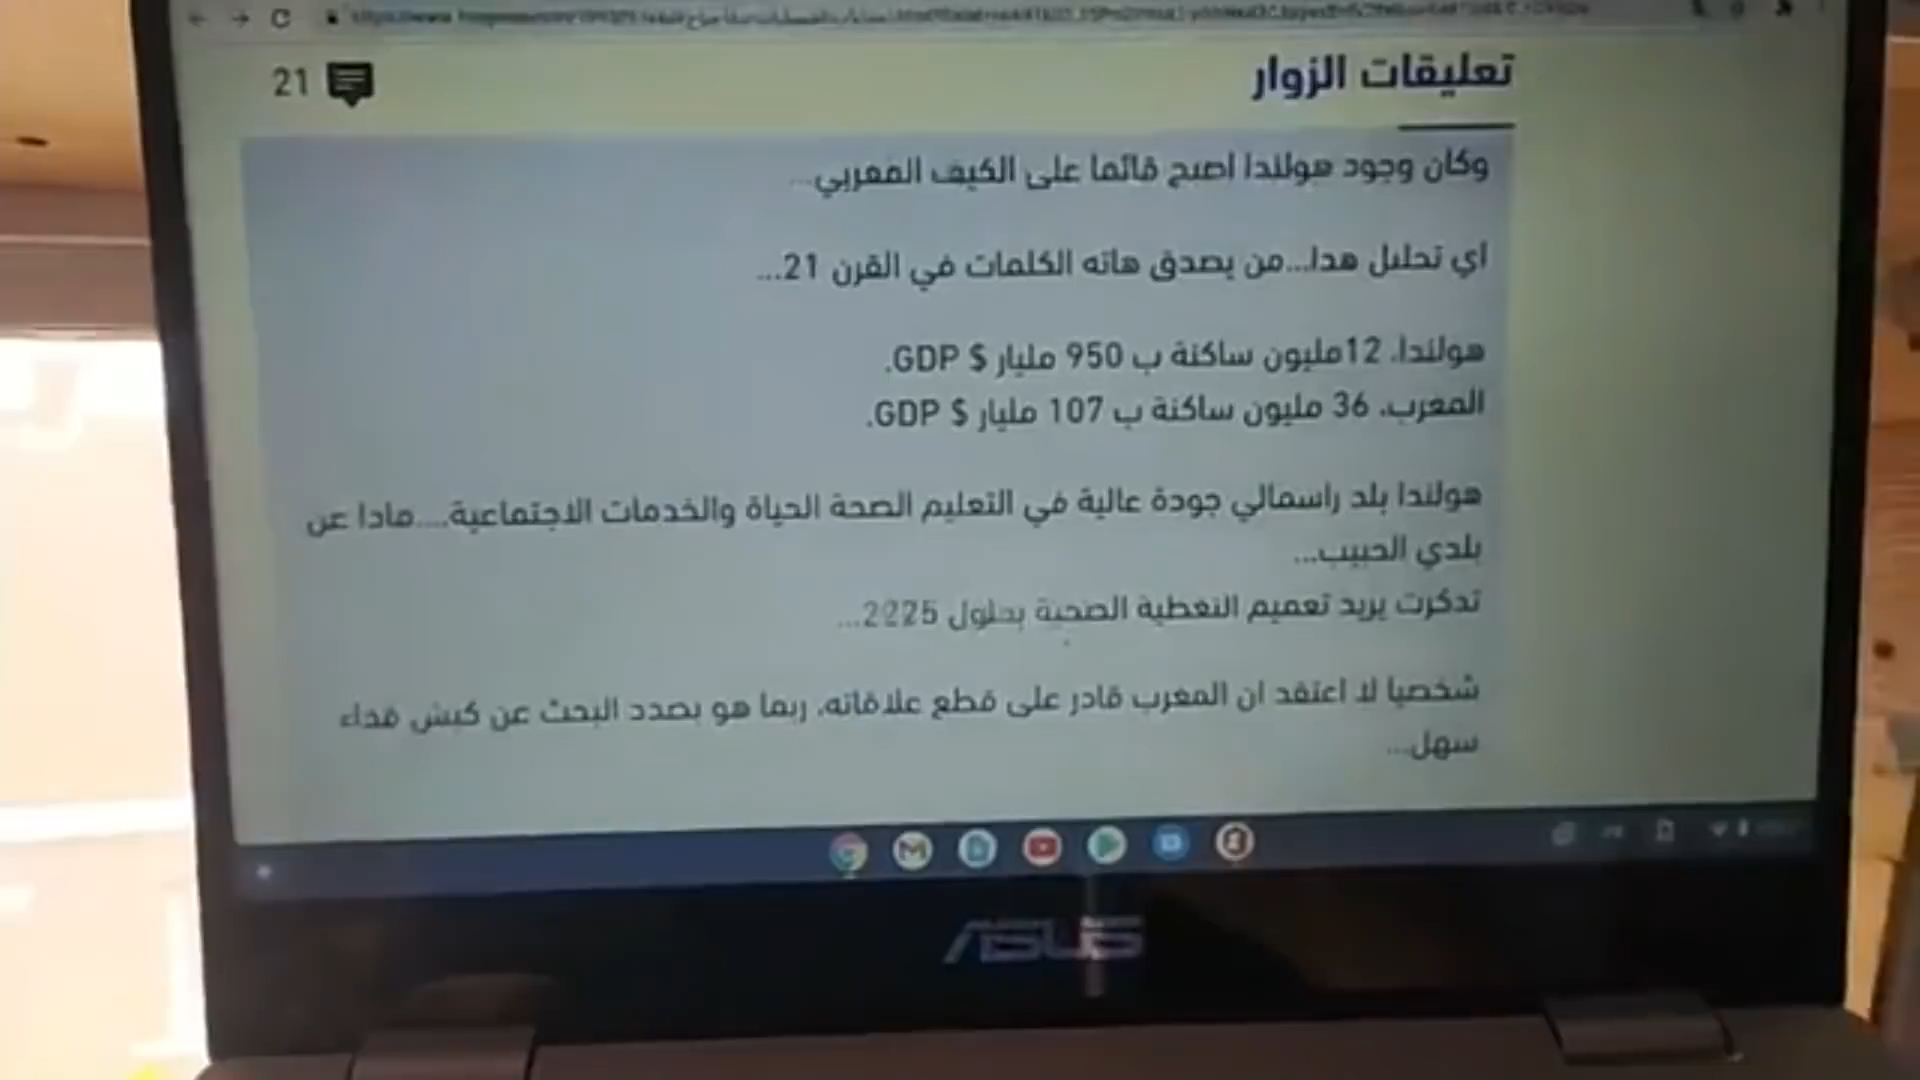 تعليقات الزوار
21
وكان وجود هولندا اصبح قائما على الكيف المغربي...
اي تحليل هدا...من يصدق هاته الكلمات في القرن 21...
هولندا. 12مليون ساكنة ب 950 مليار $ GDP.
المغرب. 36 مليون ساكنة ب 107 مليار $ GDP.
هولندا بلد راسمالي جودة عالية في التعليم الصحة الحياة والخدمات الاجتماعية....مادا عن
بلدي الحبيب...
تدكرت يريد تعميم التغطية الصحية بحلول 2225...
شخصيا لا اعتقد ان المغرب قادر على قطع علاقاته. ربما هو بصدد البحث عن كبش فداء
سهل...
ASUS